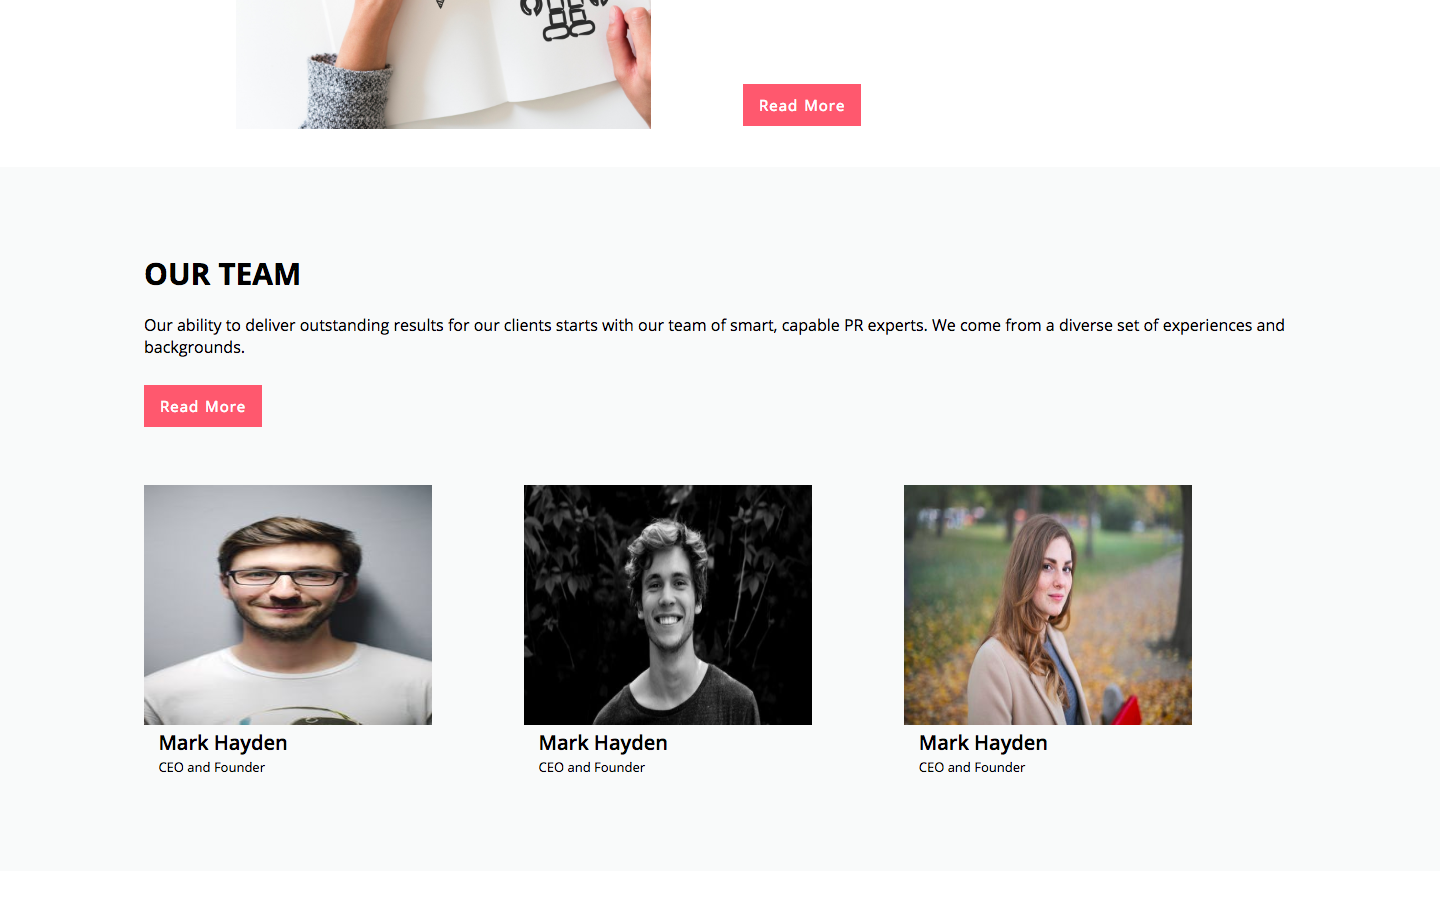 Read More
OUR TEAM
Our ability to deliver outstanding results for our clients starts with our team of smart, capable PR experts. We come from a diverse set of experiences and
backgrounds.
Read More
Mark Hayden
CEO and Founder
Mark Hayden
CEO and Founder
Mark Hayden
CEO and Founder